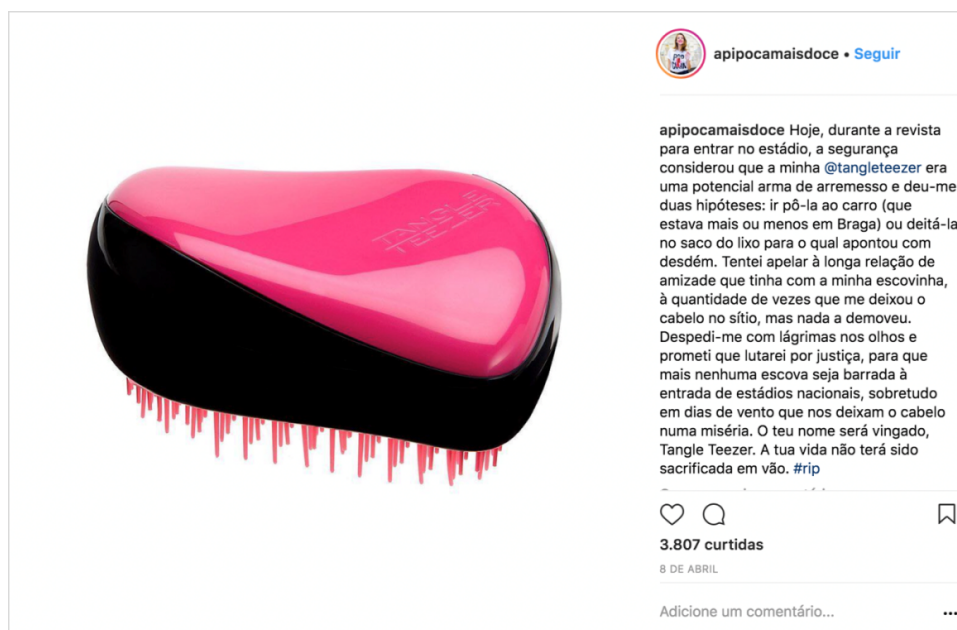 TANGLE
TEEZER
apipocamaisdoce • Seguir
apipocamaisdoce Hoje, durante a revista
para entrar no estádio, a segurança
considerou que a minha @tangleteezer era
uma potencial arma de arremesso e deu-me
duas hipóteses: ir pô-la ao carro (que
estava mais ou menos em Braga) ou deitá-la
no saco do lixo para o qual apontou com
desdém. Tentei apelar à longa relação de
amizade que tinha com a minha escovinha,
à quantidade de vezes que me deixou o
cabelo no sítio, mas nada a demoveu.
Despedi-me com lágrimas nos olhos e
prometi que lutarei por justiça, para que
mais nenhuma escova seja barrada à
entrada de estádios nacionais, sobretudo
em dias de vento que nos deixam o cabelo
numa miséria. O teu nome será vingado,
Tangle Teezer. A tua vida não terá sido
sacrificada em vão. #rip
3.807 curtidas
8 DE ABRIL
Adicione um comentário...